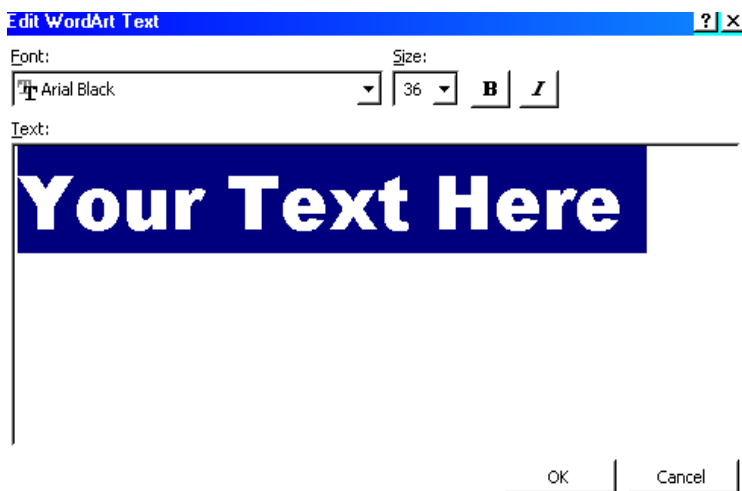 Edit WordArt Text ? ×
Font: Size:
Arial Black 36 B I
Text:
Your Text Here
OK Cancel